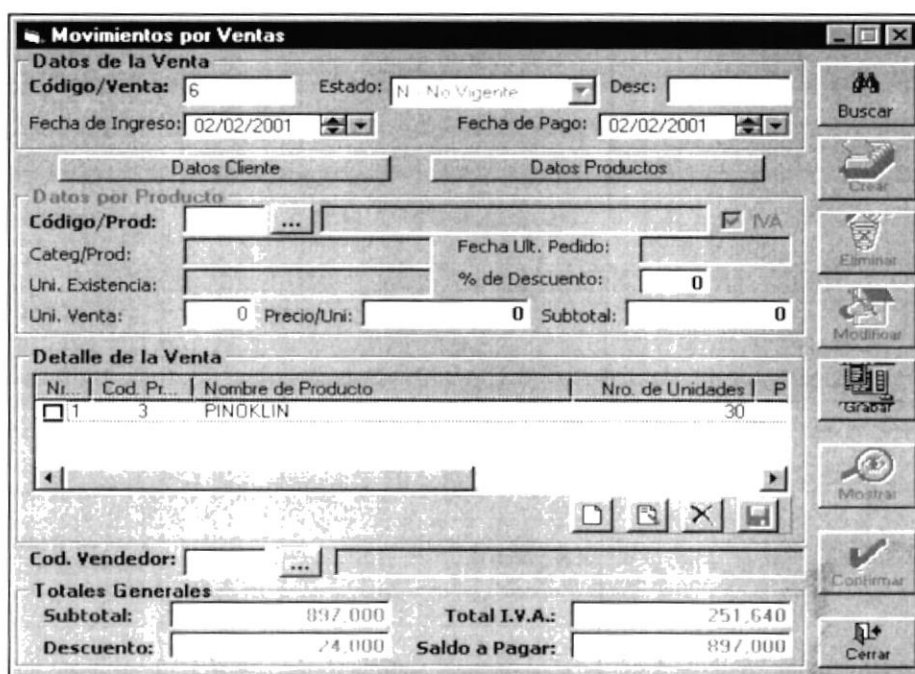 Movimientos por Ventas
Datos de la Venta
Código/Venta: 6 Estado: N - No Vigente Desc:
Fecha de Ingreso: 02/02/2001 Fecha de Pago: 02/02/2001
Datos Cliente Datos Productos
Datos por Producto
Código/Prod: ... IVA
Categ/Prod: Fecha Ult. Pedido:
Uni. Existencia: % de Descuento: 0
Uni. Venta: 0 Precio/Uni: 0 Subtotal: 0
Detalle de la Venta
Nr... Cod. Pr... Nombre de Producto Nro. de Unidades P
1 3 PINOKLIN 30
Cod. Vendedor: ...
Totales Generales
Subtotal: 897,000 Total I.V.A.: 251,640
Descuento: 24,000 Saldo a Pagar: 897,000
Buscar
Crear
Eliminar
Modificar
Grabar
Mostrar
Confirmar
Cerrar